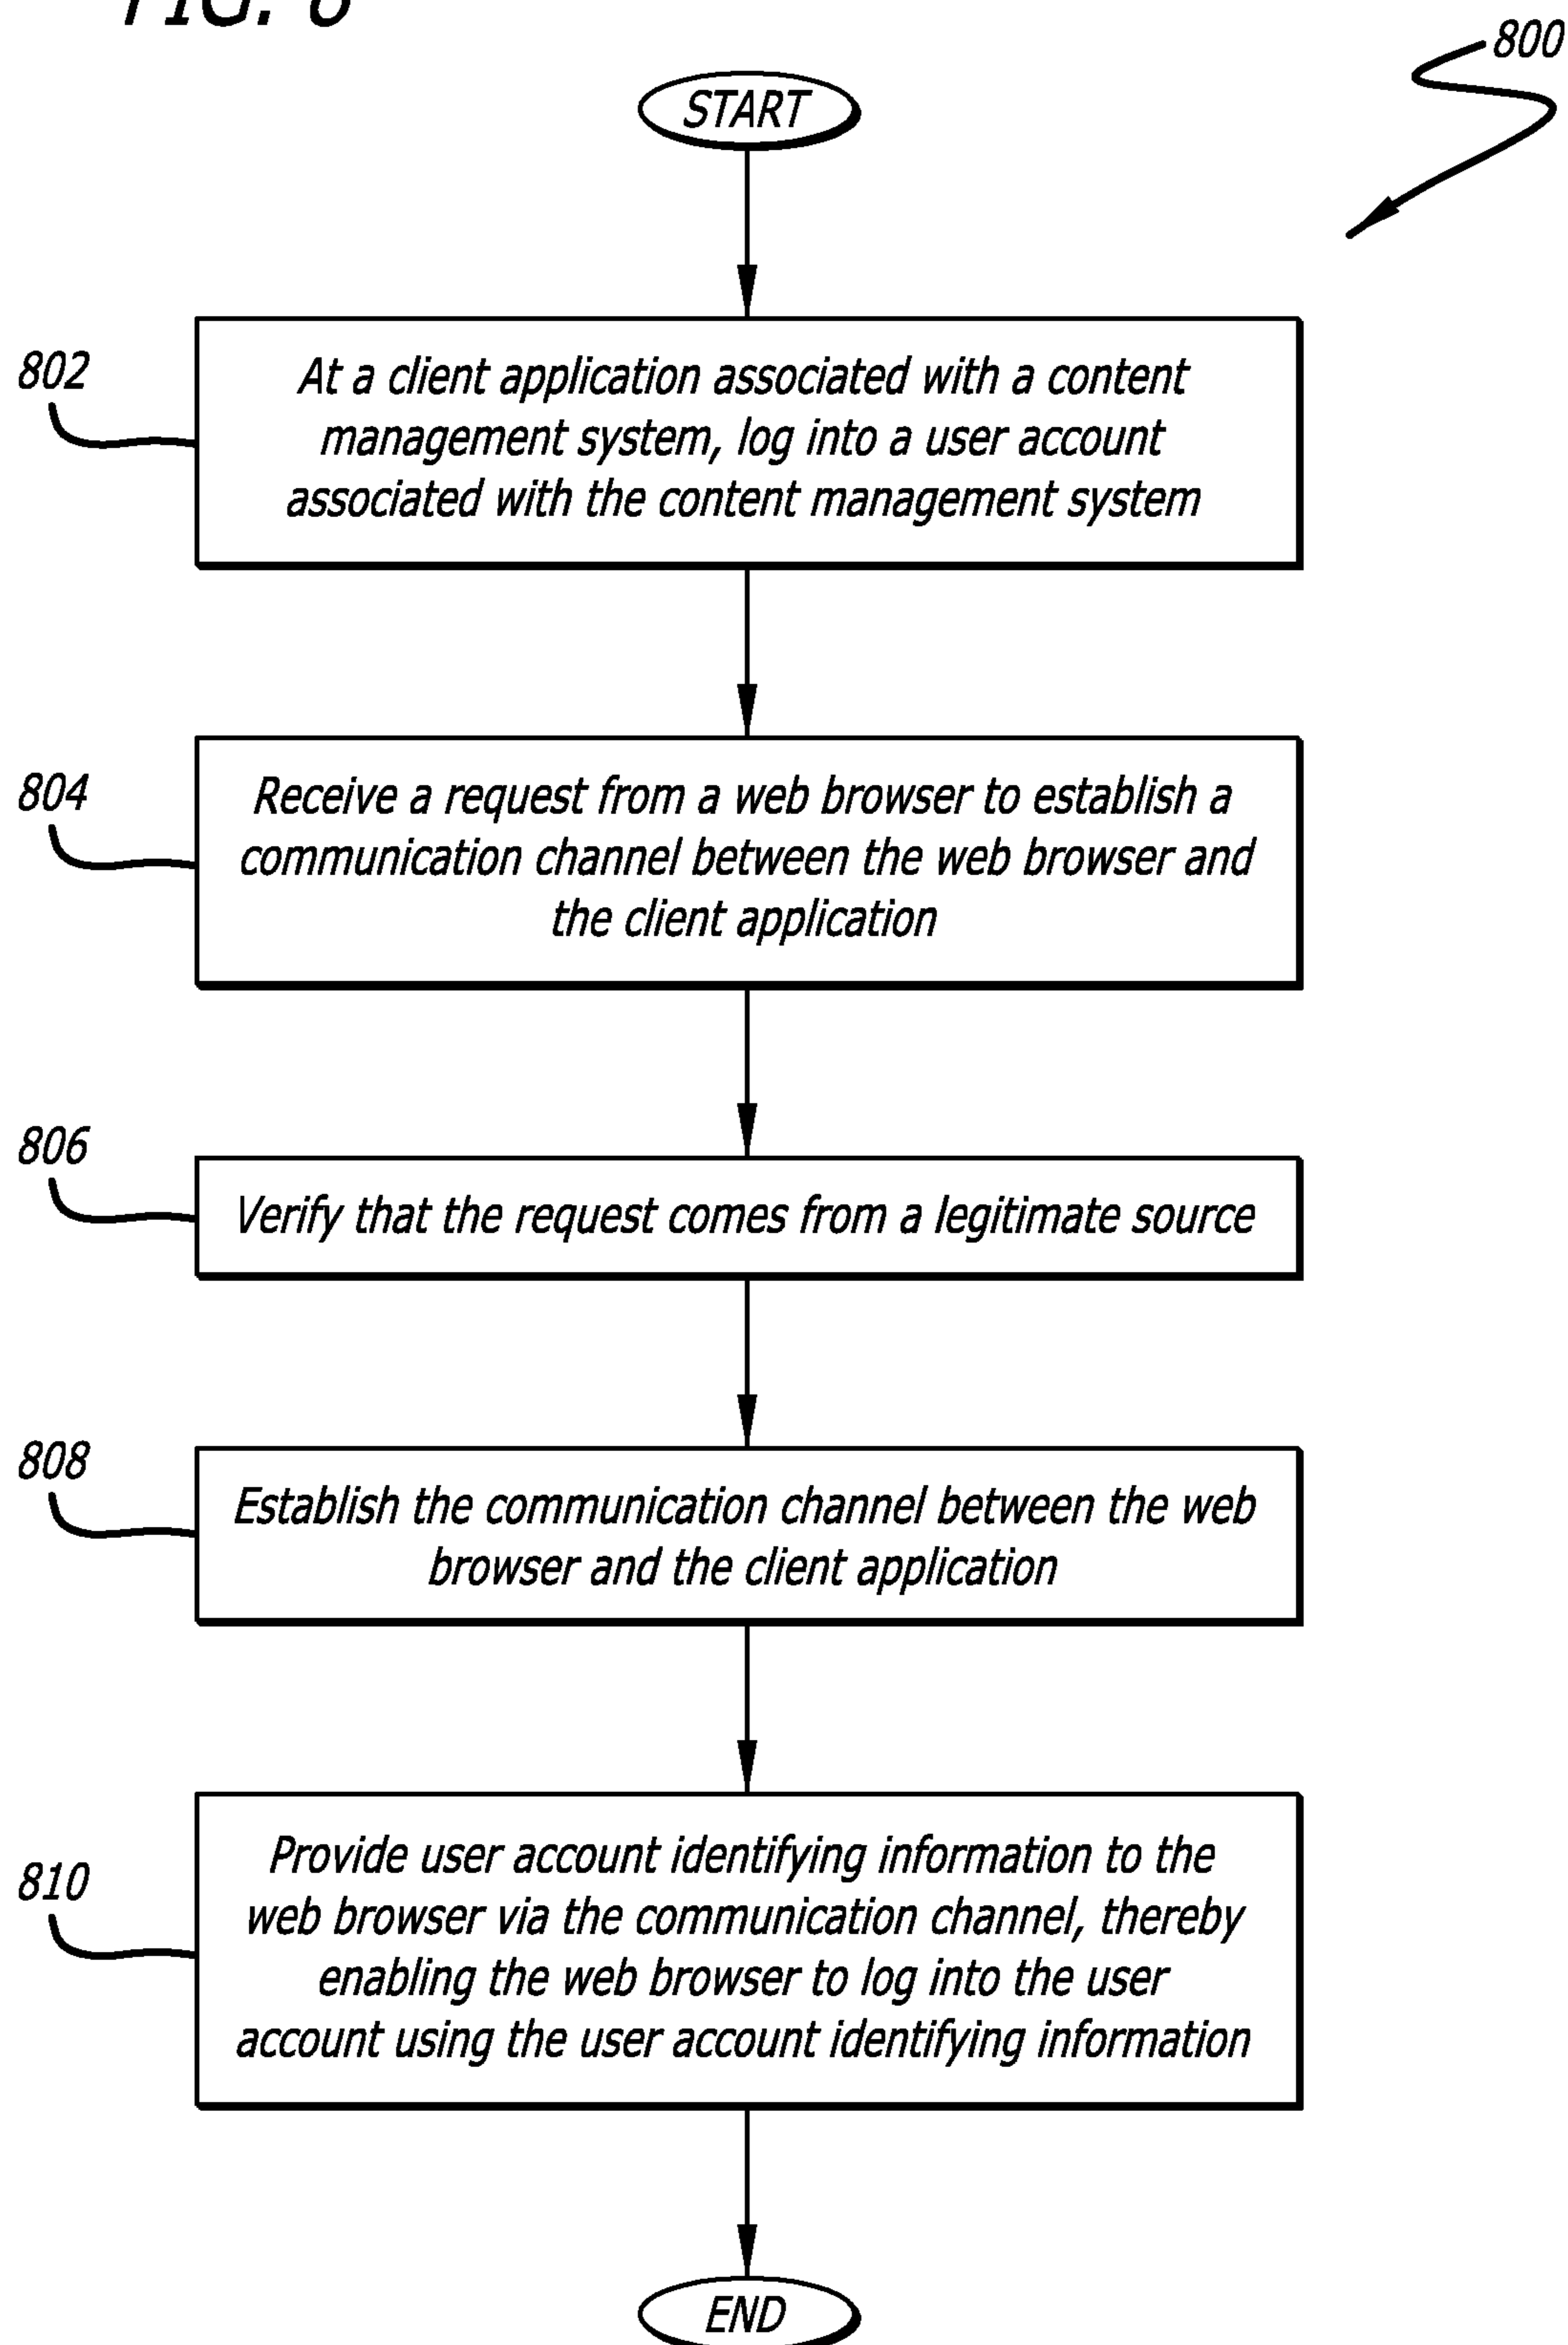 FIG. 8
800
START
802
At a client application associated with a content
management system, log into a user account
associated with the content management system
804
Receive a request from a web browser to establish a
communication channel between the web browser and
the client application
806
Verify that the request comes from a legitimate source
808
Establish the communication channel between the web
browser and the client application
810
Provide user account identifying information to the
web browser via the communication channel, thereby
enabling the web browser to log into the user
account using the user account identifying information
END